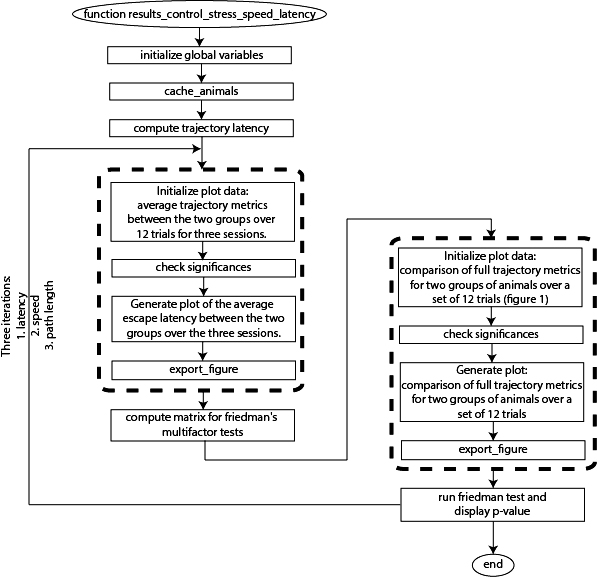 function results_control_stress_speed_latency
initialize global variables
cache_animals
compute trajectory latency
Three iterations:
1. latency
2. speed
3. path length
Initialize plot data:
average trajectory metrics
between the two groups over
12 trials for three sessions.
check significances
Generate plot of the average
escape latency between the two
groups over the three sessions.
export_figure
compute matrix for friedman's
multifactor tests
Initialize plot data:
comparison of full trajectory metrics
for two groups of animals over a
set of 12 trials (figure 1)
check significances
Generate plot:
comparison of full trajectory metrics
for two groups of animals over a
set of 12 trials
export_figure
run friedman test and
display p-value
end